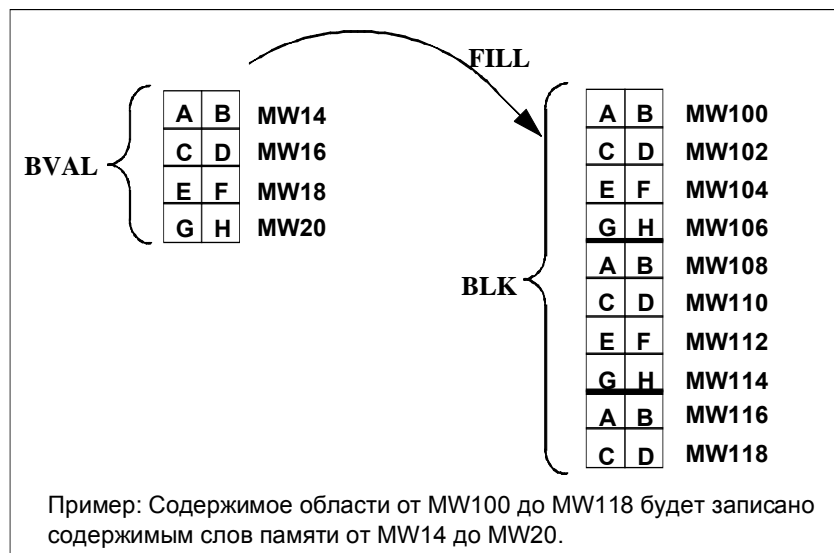 FILL
BVAL
A B MW14
C D MW16
E F MW18
G H MW20
BLK
A B MW100
C D MW102
E F MW104
G H MW106
A B MW108
C D MW110
E F MW112
G H MW114
A B MW116
C D MW118
Пример: Содержимое области от MW100 до MW118 будет записано
содержимым слов памяти от MW14 до MW20.